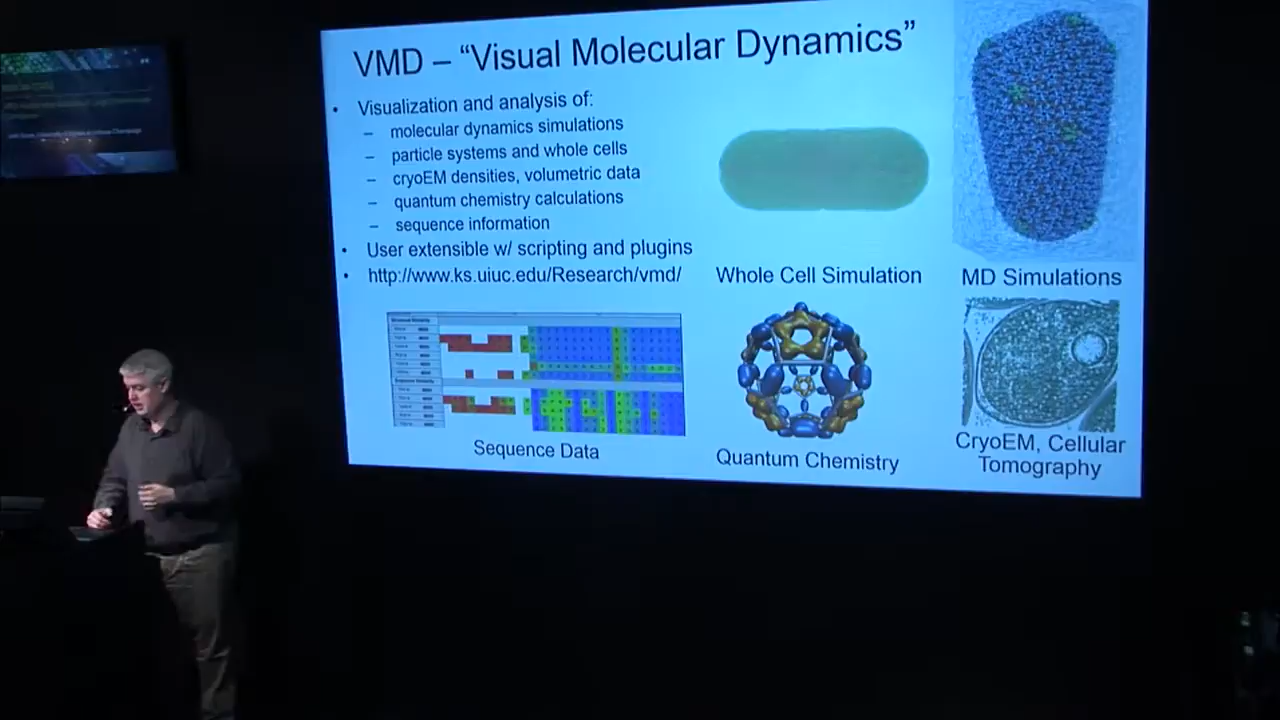 VMD – “Visual Molecular Dynamics”
• Visualization and analysis of:
– molecular dynamics simulations
– particle systems and whole cells
– cryoEM densities, volumetric data
– quantum chemistry calculations
– sequence information
• User extensible w/ scripting and plugins
• http://www.ks.uiuc.edu/Research/vmd/
Whole Cell Simulation
MD Simulations
Sequence Data
Quantum Chemistry
CryoEM, Cellular
Tomography